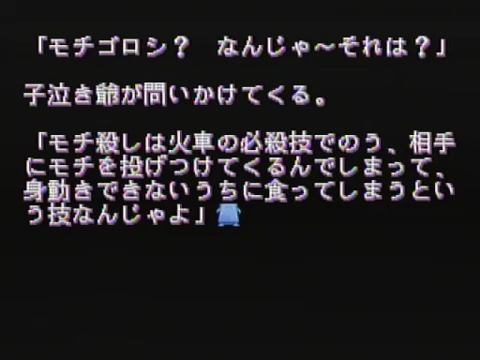 「モチゴロシ？　なんじゃ～それは？」
子泣き爺が問いかけてくる。
「モチ殺しは火車の必殺技でのう、相手
にモチを投げつけてくるんでしまって、
身動きできないうちに食ってしまうとい
う技なんじゃよ」